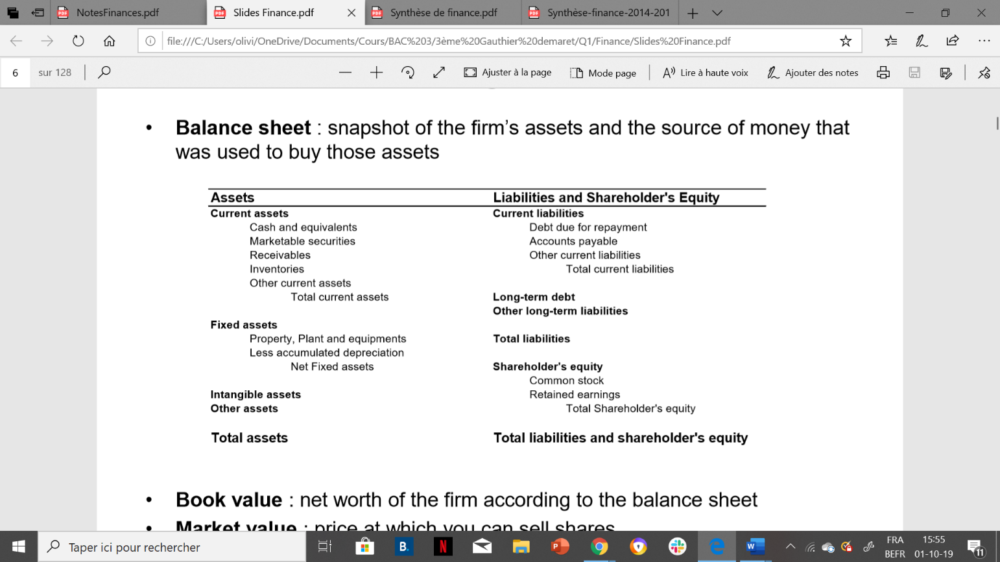 NotesFinances.pdf
Slides Finance.pdf
Synthèse de finance.pdf
Synthèse-finance-2014-201
file:///C:/Users/olivi/OneDrive/Documents/Cours/BAC%203/3ème%20Gauthier%20demaret/Q1/Finance/Slides%20Finance.pdf
6 sur 128
Ajuster à la page
Mode page
Lire à haute voix
Ajouter des notes
• Balance sheet : snapshot of the firm's assets and the source of money that
was used to buy those assets
Assets Liabilities and Shareholder's Equity
Current assets Current liabilities
Cash and equivalents Debt due for repayment
Marketable securities Accounts payable
Receivables Other current liabilities
Inventories Total current liabilities
Other current assets
Total current assets Long-term debt
Other long-term liabilities
Fixed assets
Property, Plant and equipments Total liabilities
Less accumulated depreciation
Net Fixed assets Shareholder's equity
Common stock
Intangible assets Retained earnings
Other assets Total Shareholder's equity
Total assets Total liabilities and shareholder's equity
• Book value : net worth of the firm according to the balance sheet
• Market value : price at which you can sell shares
Taper ici pour rechercher
FRA 15:55
BEFR 01-10-19
11